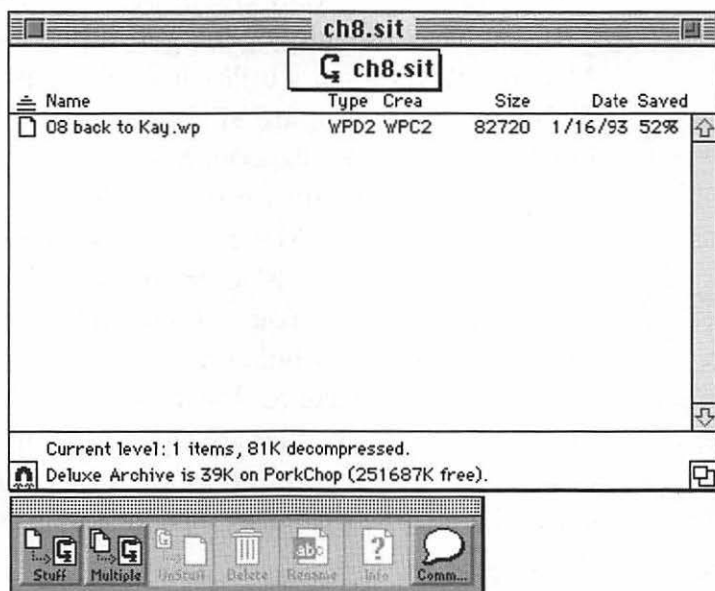 ch8.sit
ch8.sit
Name Type Crea Size Date Saved
08 back to Kay.wp WPD2 WPC2 82720 1/16/93 52%
Current level: 1 items, 81K decompressed.
Deluxe Archive is 39K on PorkChop (251687K free).
Stuff Multiple UnStuff Delete Rename Info Comm...
abc
?